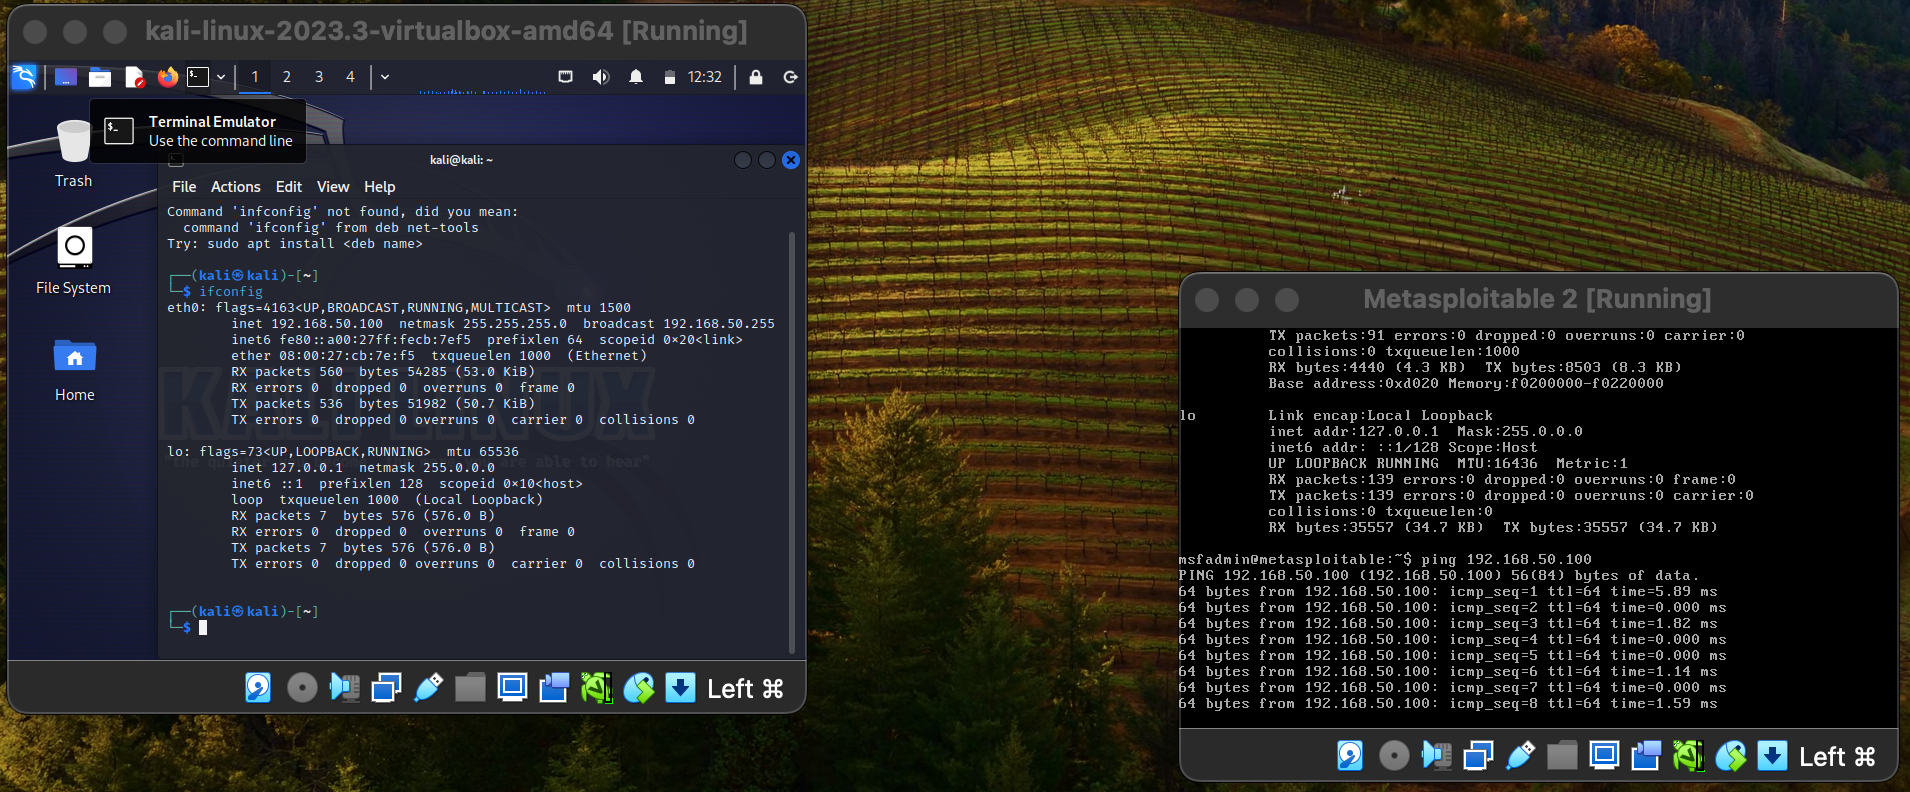 kali-linux-2023.3-virtualbox-amd64 [Running]
1 2 3 4 12:32
Terminal Emulator
Use the command line
Trash
File System
Home
kali@kali: ~
File Actions Edit View Help
Command 'infconfig' not found, did you mean:
command 'ifconfig' from deb net-tools
Try: sudo apt install <deb name>
(kali㉿kali)-[~]
$ ifconfig
eth0: flags=4163<UP,BROADCAST,RUNNING,MULTICAST> mtu 1500
inet 192.168.50.100 netmask 255.255.255.0 broadcast 192.168.50.255
inet6 fe80::a00:27ff:fecb:7ef5 prefixlen 64 scopeid 0×20<link>
ether 08:00:27:cb:7e:f5 txqueuelen 1000 (Ethernet)
RX packets 560 bytes 54285 (53.0 KiB)
RX errors 0 dropped 0 overruns 0 frame 0
TX packets 536 bytes 51982 (50.7 KiB)
TX errors 0 dropped 0 overruns 0 carrier 0 collisions 0
lo: flags=73<UP,LOOPBACK,RUNNING> mtu 65536
inet 127.0.0.1 netmask 255.0.0.0
inet6 ::1 prefixlen 128 scopeid 0×10<host>
loop txqueuelen 1000 (Local Loopback)
RX packets 7 bytes 576 (576.0 B)
RX errors 0 dropped 0 overruns 0 frame 0
TX packets 7 bytes 576 (576.0 B)
TX errors 0 dropped 0 overruns 0 carrier 0 collisions 0
(kali㉿kali)-[~]
$
KALI LINUX
Left ⌘
Metasploitable 2 [Running]
TX packets:91 errors:0 dropped:0 overruns:0 carrier:0
collisions:0 txqueuelen:1000
RX bytes:4440 (4.3 KB) TX bytes:8503 (8.3 KB)
Base address:0xd020 Memory:f0200000-f0220000
lo Link encap:Local Loopback
inet addr:127.0.0.1 Mask:255.0.0.0
inet6 addr: ::1/128 Scope:Host
UP LOOPBACK RUNNING MTU:16436 Metric:1
RX packets:139 errors:0 dropped:0 overruns:0 frame:0
TX packets:139 errors:0 dropped:0 overruns:0 carrier:0
collisions:0 txqueuelen:0
RX bytes:35557 (34.7 KB) TX bytes:35557 (34.7 KB)
msfadmin@metasploitable:~$ ping 192.168.50.100
PING 192.168.50.100 (192.168.50.100) 56(84) bytes of data.
64 bytes from 192.168.50.100: icmp_seq=1 ttl=64 time=5.89 ms
64 bytes from 192.168.50.100: icmp_seq=2 ttl=64 time=0.000 ms
64 bytes from 192.168.50.100: icmp_seq=3 ttl=64 time=1.82 ms
64 bytes from 192.168.50.100: icmp_seq=4 ttl=64 time=0.000 ms
64 bytes from 192.168.50.100: icmp_seq=5 ttl=64 time=0.000 ms
64 bytes from 192.168.50.100: icmp_seq=6 ttl=64 time=1.14 ms
64 bytes from 192.168.50.100: icmp_seq=7 ttl=64 time=0.000 ms
64 bytes from 192.168.50.100: icmp_seq=8 ttl=64 time=1.59 ms
Left ⌘